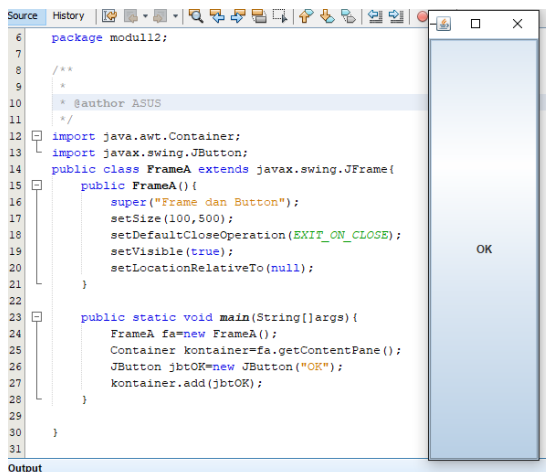 Source History
6 package modul12;
7
8 /**
9 *
10 * @author ASUS
11 */
12 import java.awt.Container;
13 import javax.swing.JButton;
14 public class FrameA extends javax.swing.JFrame{
15 public FrameA(){
16 super("Frame dan Button");
17 setSize(100,500);
18 setDefaultCloseOperation(EXIT_ON_CLOSE);
19 setVisible(true);
20 setLocationRelativeTo(null);
21 }
22
23 public static void main(String[]args){
24 FrameA fa=new FrameA();
25 Container kontainer=fa.getContentPane();
26 JButton jbtOK=new JButton("OK");
27 kontainer.add(jbtOK);
28 }
29
30 }
31
Output
OK